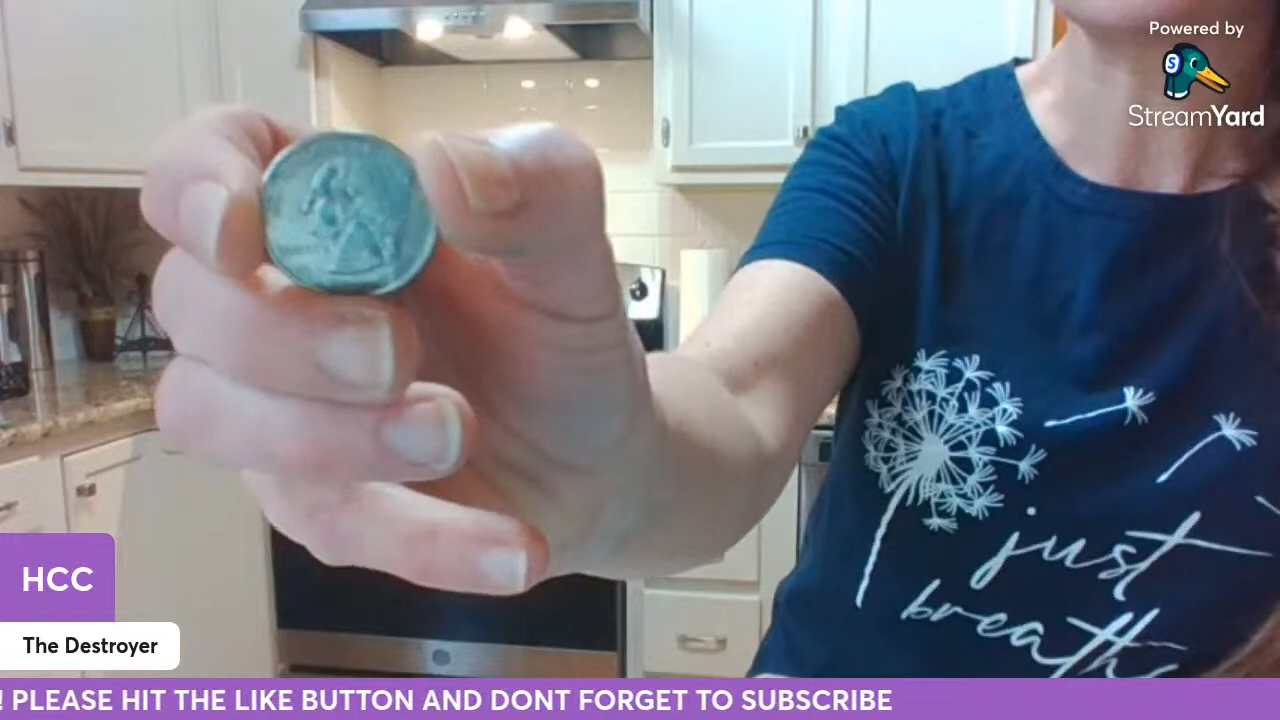 Powered by
S
StreamYard
just
breathe
HCC
The Destroyer
! PLEASE HIT THE LIKE BUTTON AND DONT FORGET TO SUBSCRIBE